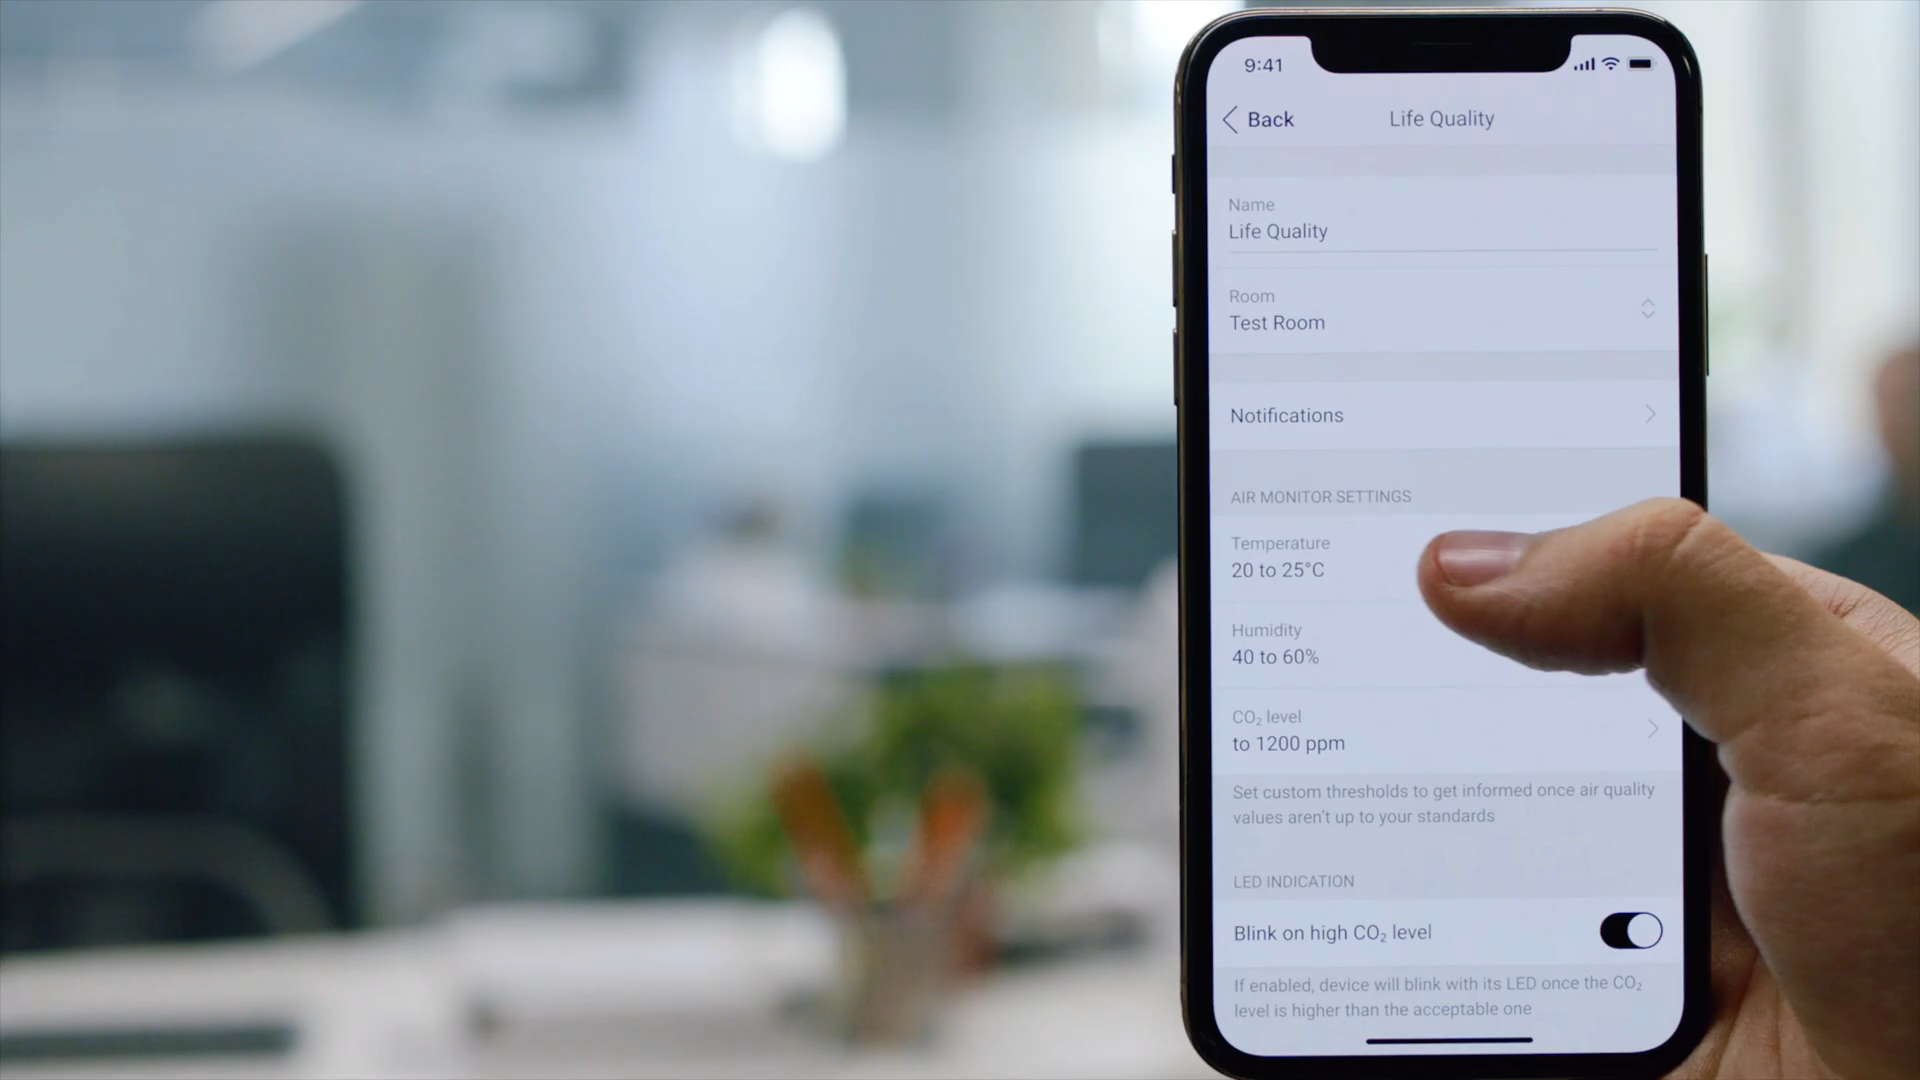 9:41
Back
Life Quality
Name
Life Quality
Room
Test Room
Notifications
AIR MONITOR SETTINGS
Temperature
20 to 25°C
Humidity
40 to 60%
CO₂ level
to 1200 ppm
Set custom thresholds to get informed once air quality
values aren't up to your standards
LED INDICATION
Blink on high CO₂ level
If enabled, device will blink with its LED once the CO₂
level is higher than the acceptable one